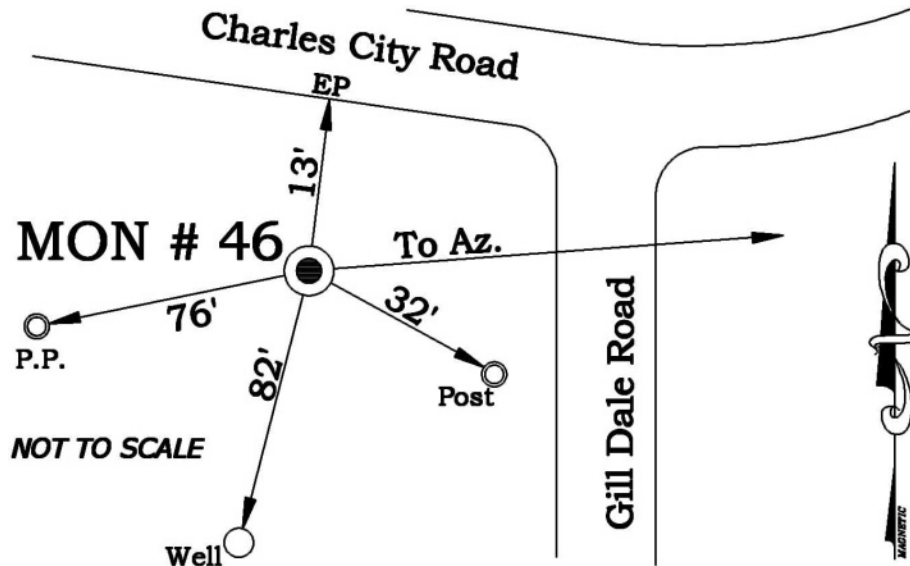 Charles City Road
EP
13'
MON # 46
To Az.
76'
32'
82'
P.P.
Post
Gill Dale Road
NOT TO SCALE
Well
MAGNETIC